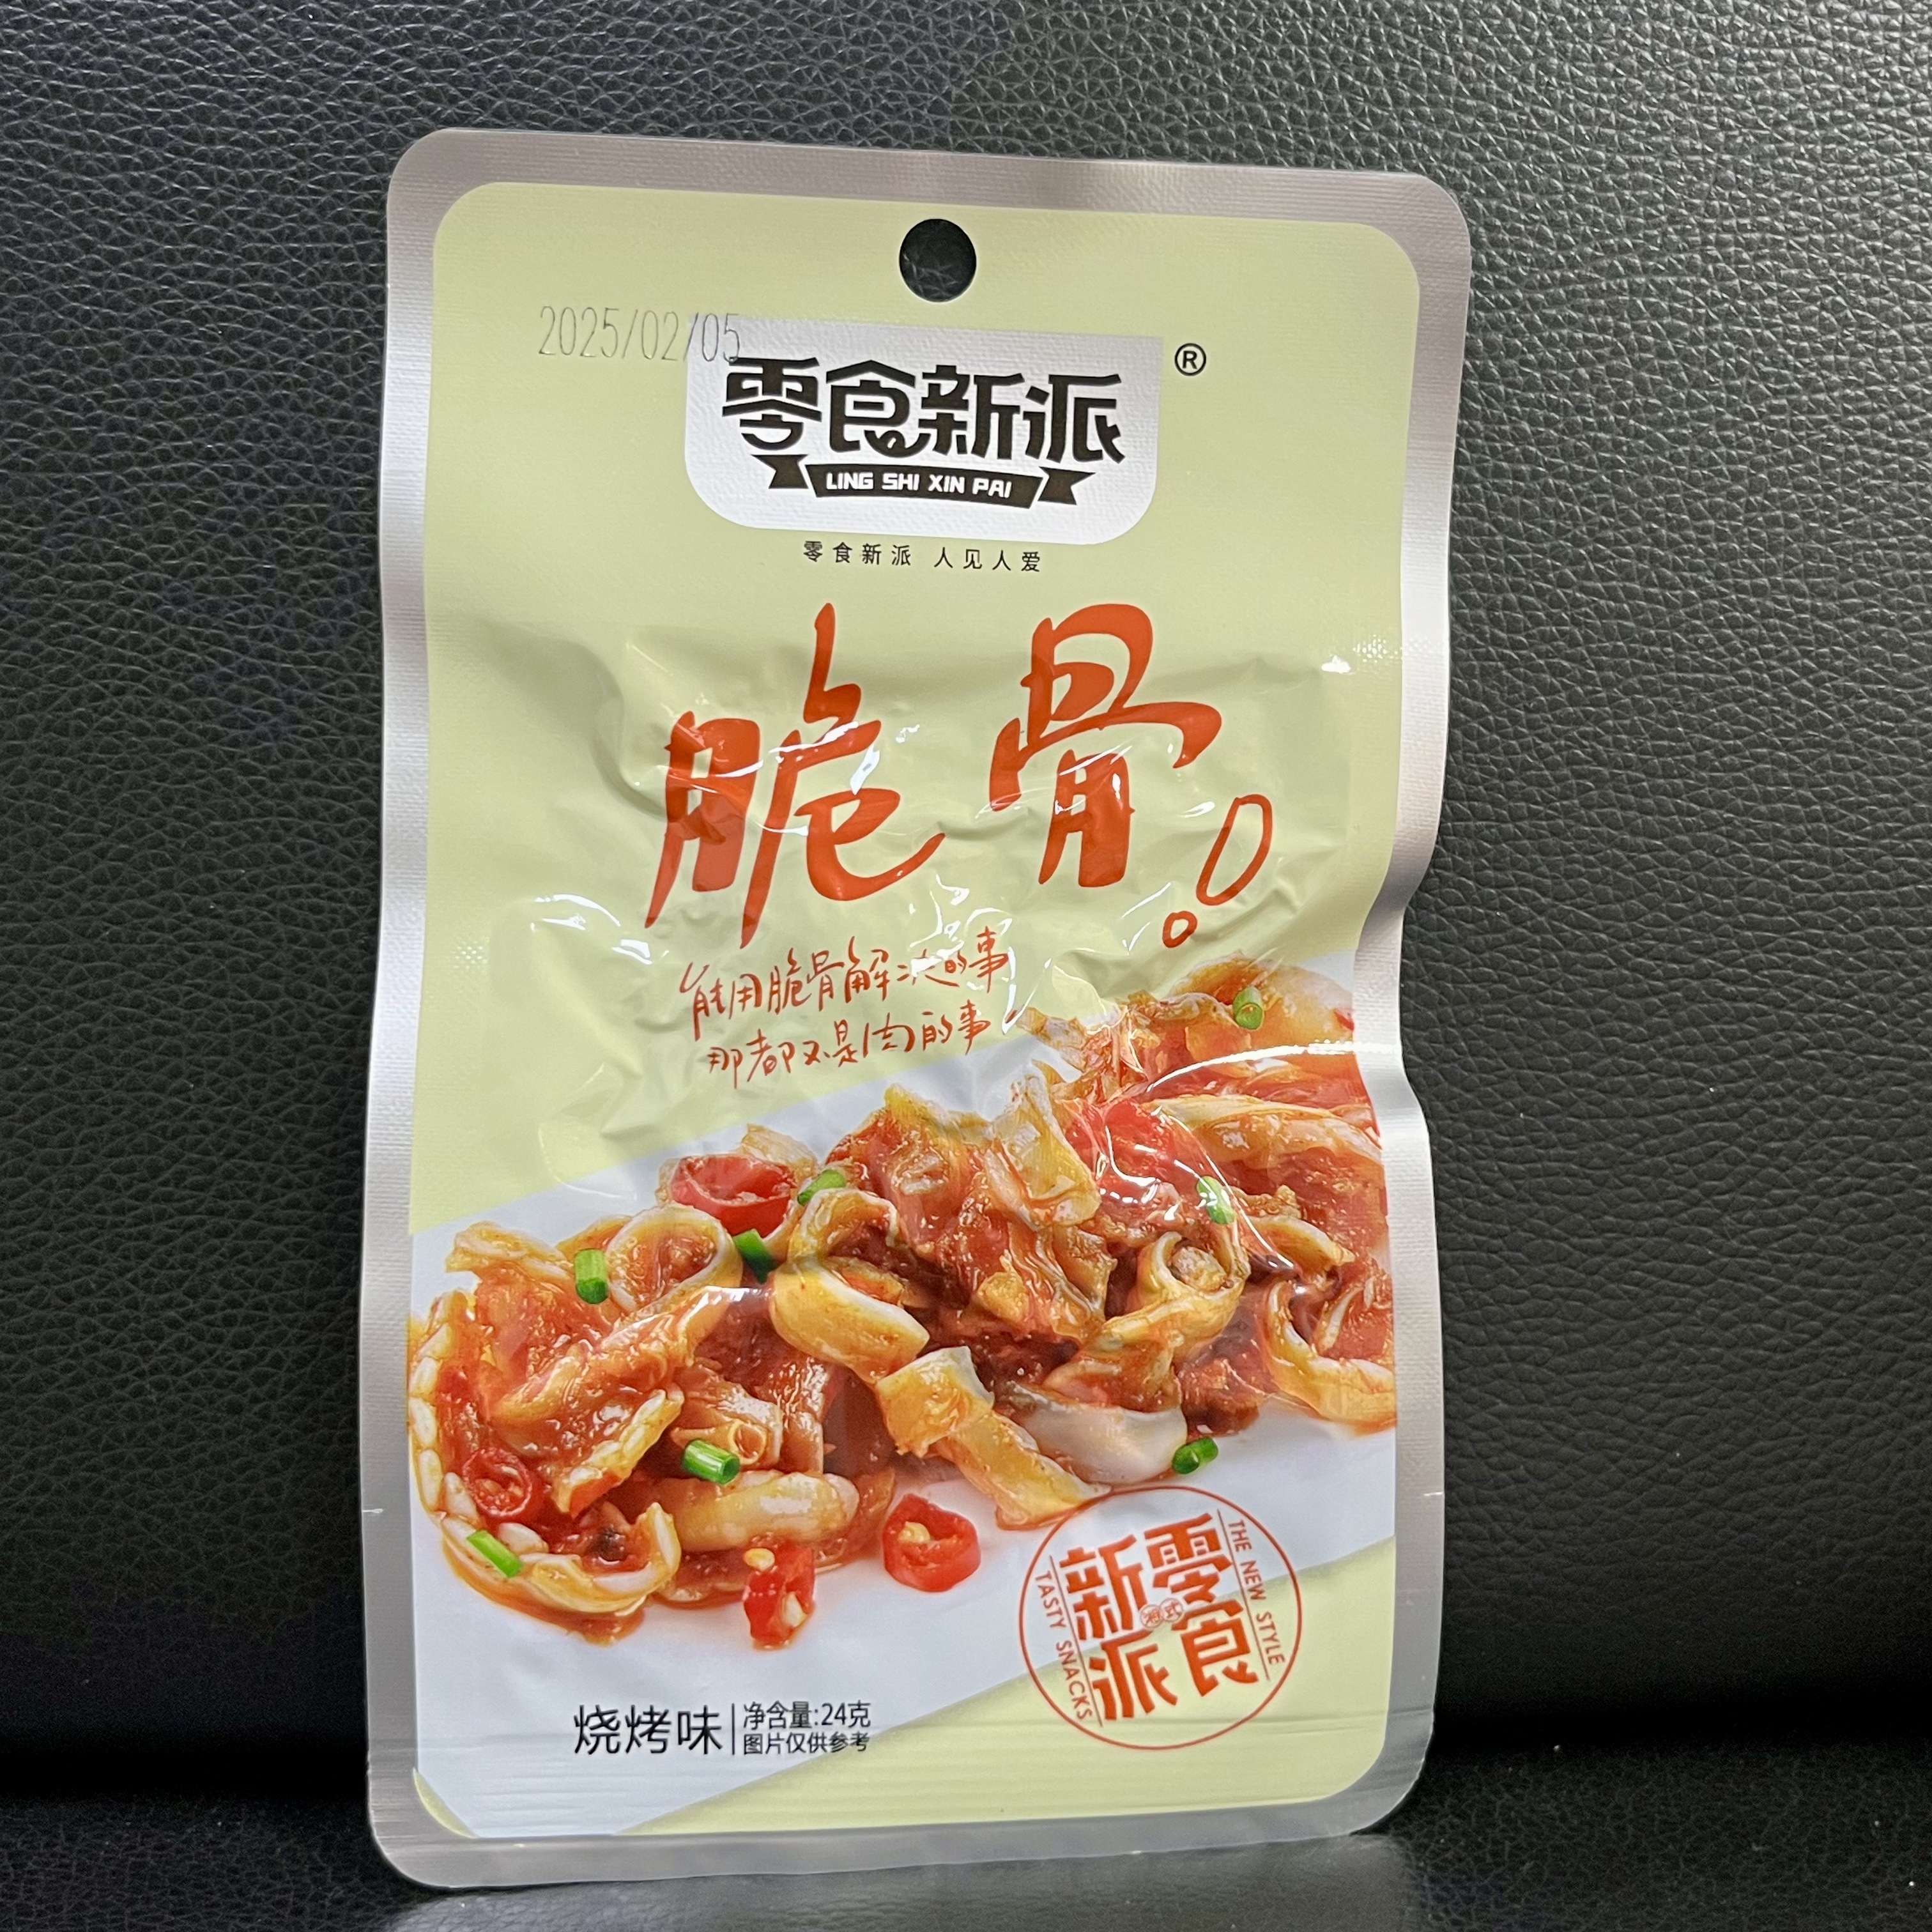 2025/02/05
零食新派®
LING SHI XIN PAI
零食新派 人见人爱
脆骨
能用脆骨解决的事
那都不是肉的事
THE NEW STYLE
零食
新派
TASTY SNACKS
烧烤味
净含量:24克
图片仅供参考